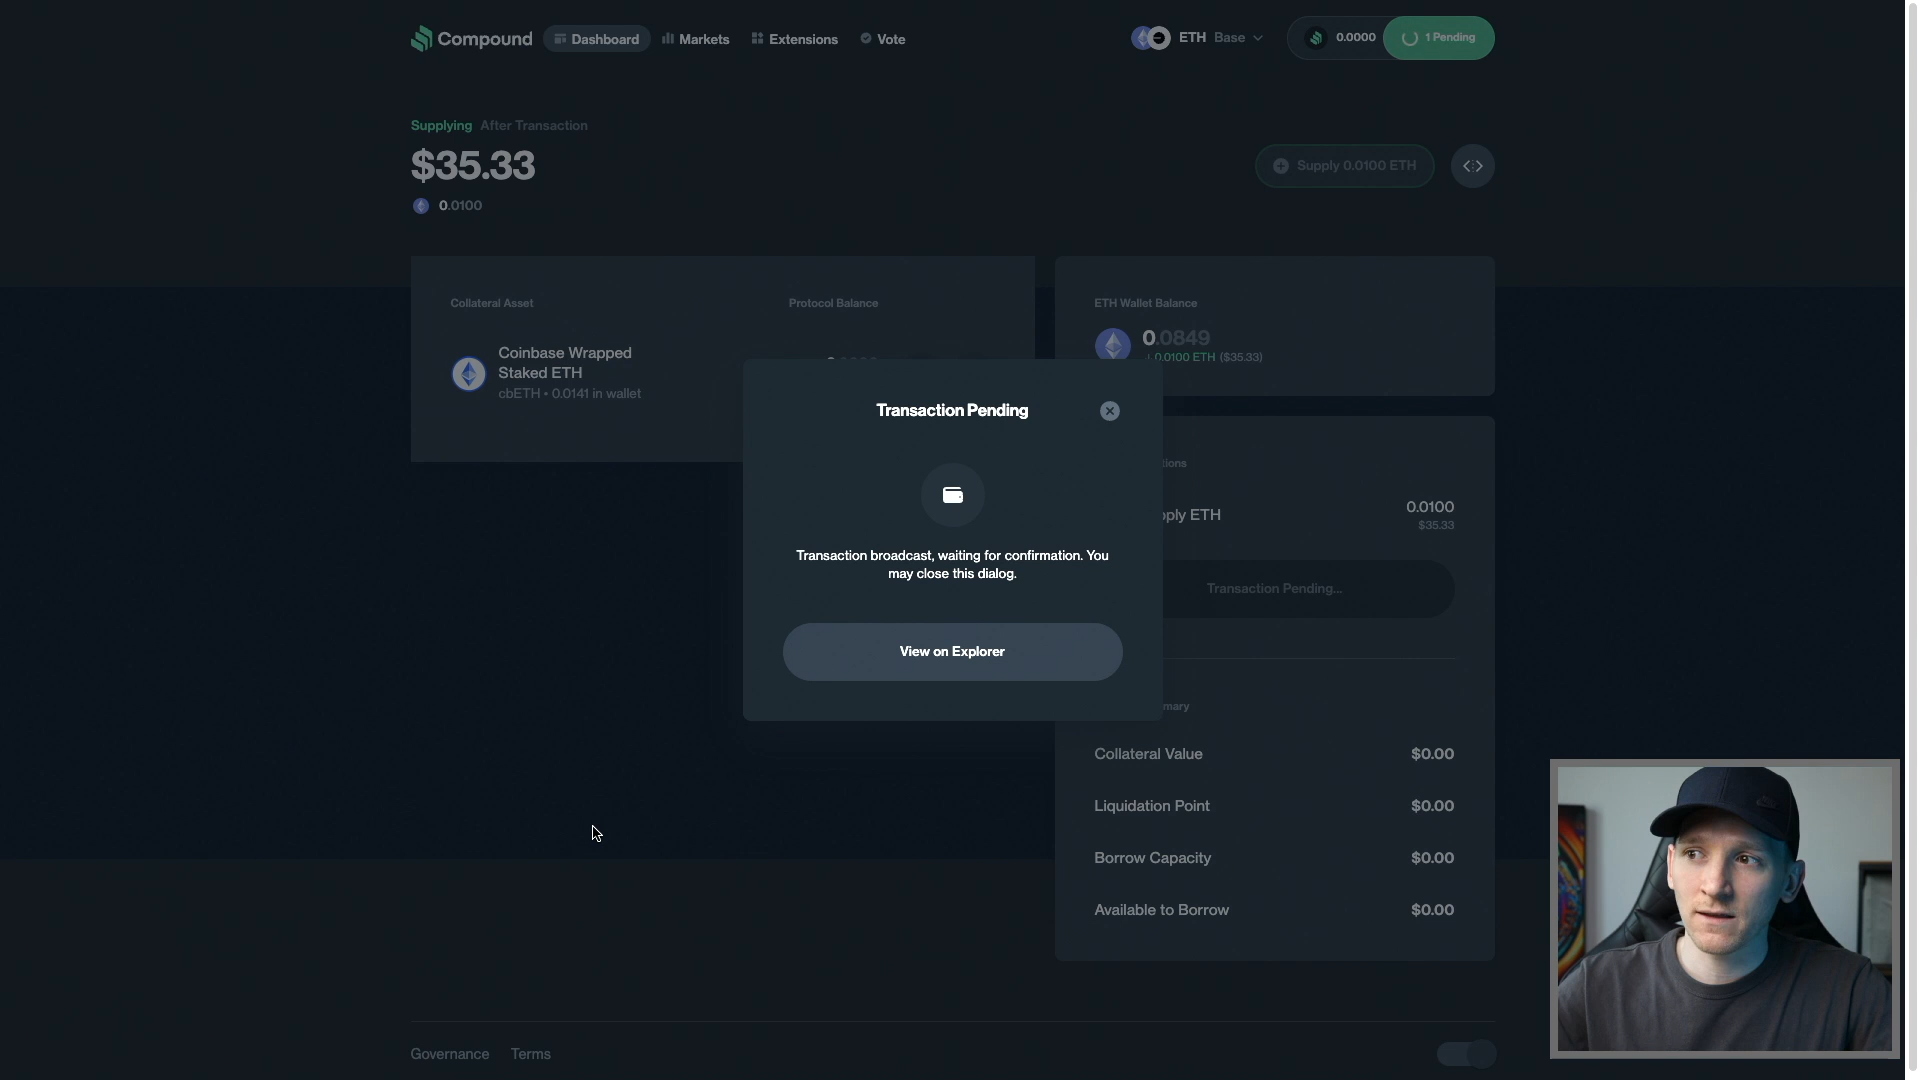 Compound
Dashboard
Markets
Extensions
Vote
ETH Base
0.0000
1 Pending
Supplying After Transaction
$35.33
0.0100
Supply 0.0100 ETH
Collateral Asset
Protocol Balance
Coinbase Wrapped
Staked ETH
cbETH • 0.0141 in wallet
ETH Wallet Balance
0.0849
0.0100 ETH ($35.33)
Transaction Pending
Transaction broadcast, waiting for confirmation. You
may close this dialog.
View on Explorer
tions
pply ETH
0.0100
$35.33
Transaction Pending...
mary
Collateral Value $0.00
Liquidation Point $0.00
Borrow Capacity $0.00
Available to Borrow $0.00
Governance Terms